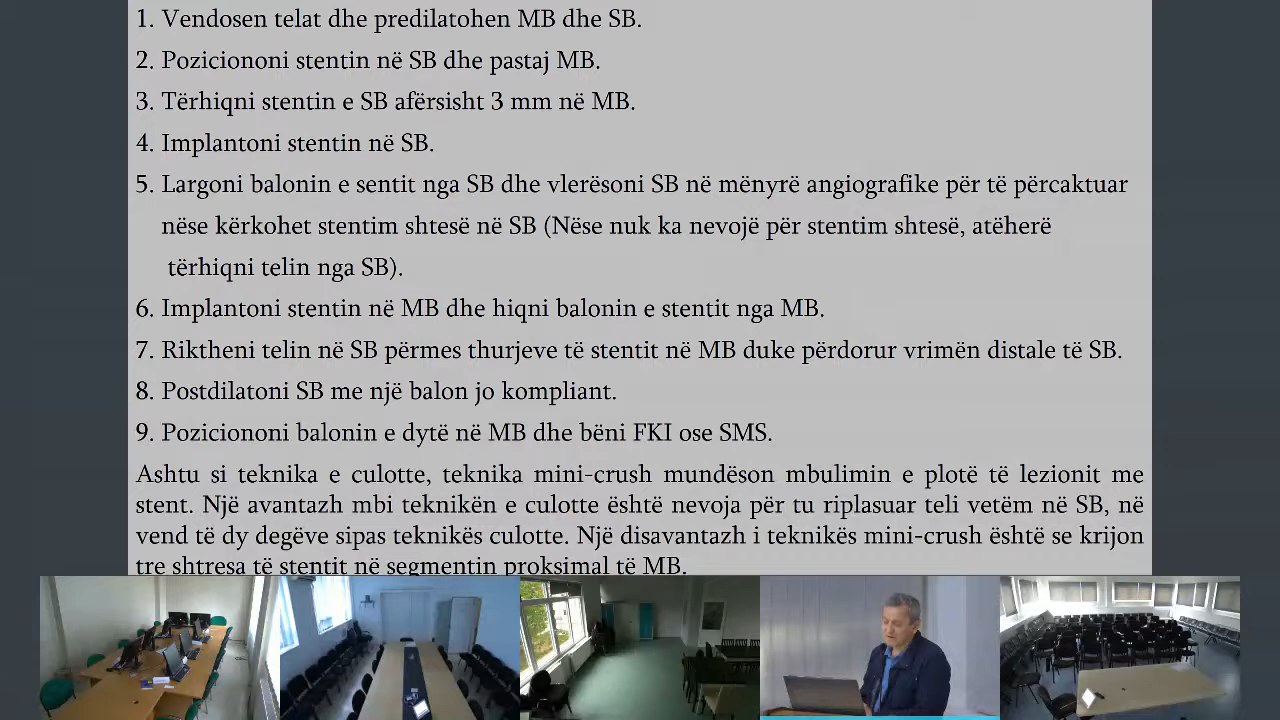 1. Vendosen telat dhe predilatohen MB dhe SB.
2. Poziciononi stentin në SB dhe pastaj MB.
3. Tërhiqni stentin e SB afërsisht 3 mm në MB.
4. Implantoni stentin në SB.
5. Largoni balonin e sentit nga SB dhe vlerësoni SB në mënyrë angiografike për të përcaktuar
nëse kërkohet stentim shtesë në SB (Nëse nuk ka nevojë për stentim shtesë, atëherë
tërhiqni telin nga SB).
6. Implantoni stentin në MB dhe hiqni balonin e stentit nga MB.
7. Riktheni telin në SB përmes thurjeve të stentit në MB duke përdorur vrimën distale të SB.
8. Postdilatoni SB me një balon jo kompliant.
9. Poziciononi balonin e dytë në MB dhe bëni FKI ose SMS.
Ashtu si teknika e culotte, teknika mini-crush mundëson mbulimin e plotë të lezionit me
stent. Një avantazh mbi teknikën e culotte është nevoja për tu riplasuar teli vetëm në SB, në
vend të dy degëve sipas teknikës culotte. Një disavantazh i teknikës mini-crush është se krijon
tre shtresa të stentit në segmentin proksimal të MB.